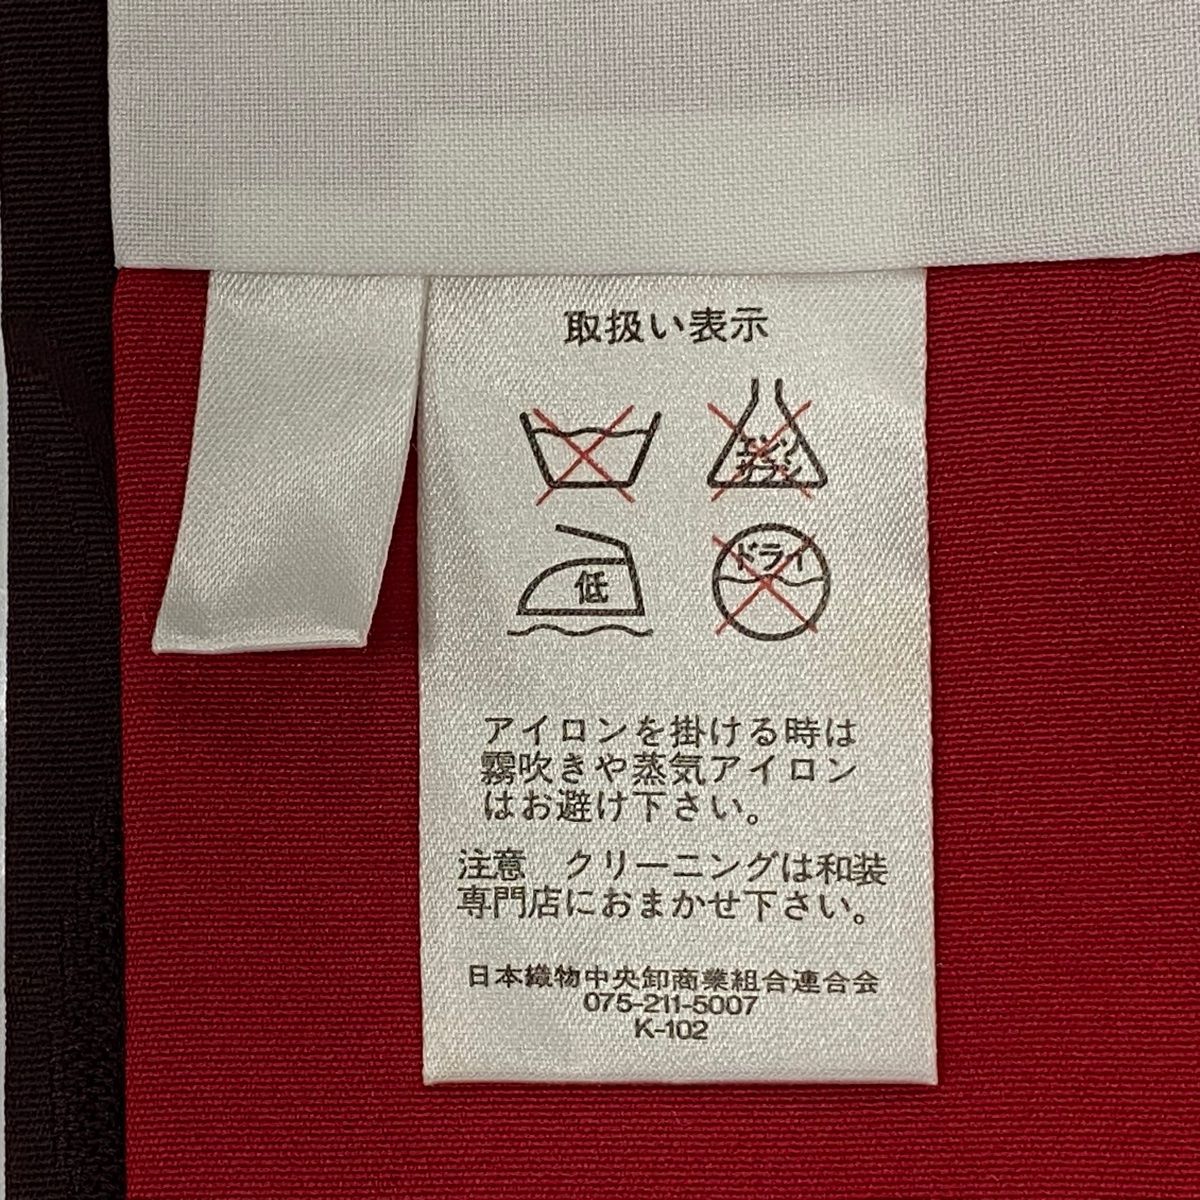 取扱い表示
エンソ
サラシ
低
ドライ
アイロンを掛ける時は
霧吹きや蒸気アイロン
はお避け下さい。
注意 クリーニングは和装
専門店におまかせ下さい。
日本織物中央卸商業組合連合会
075-211-5007
K-102